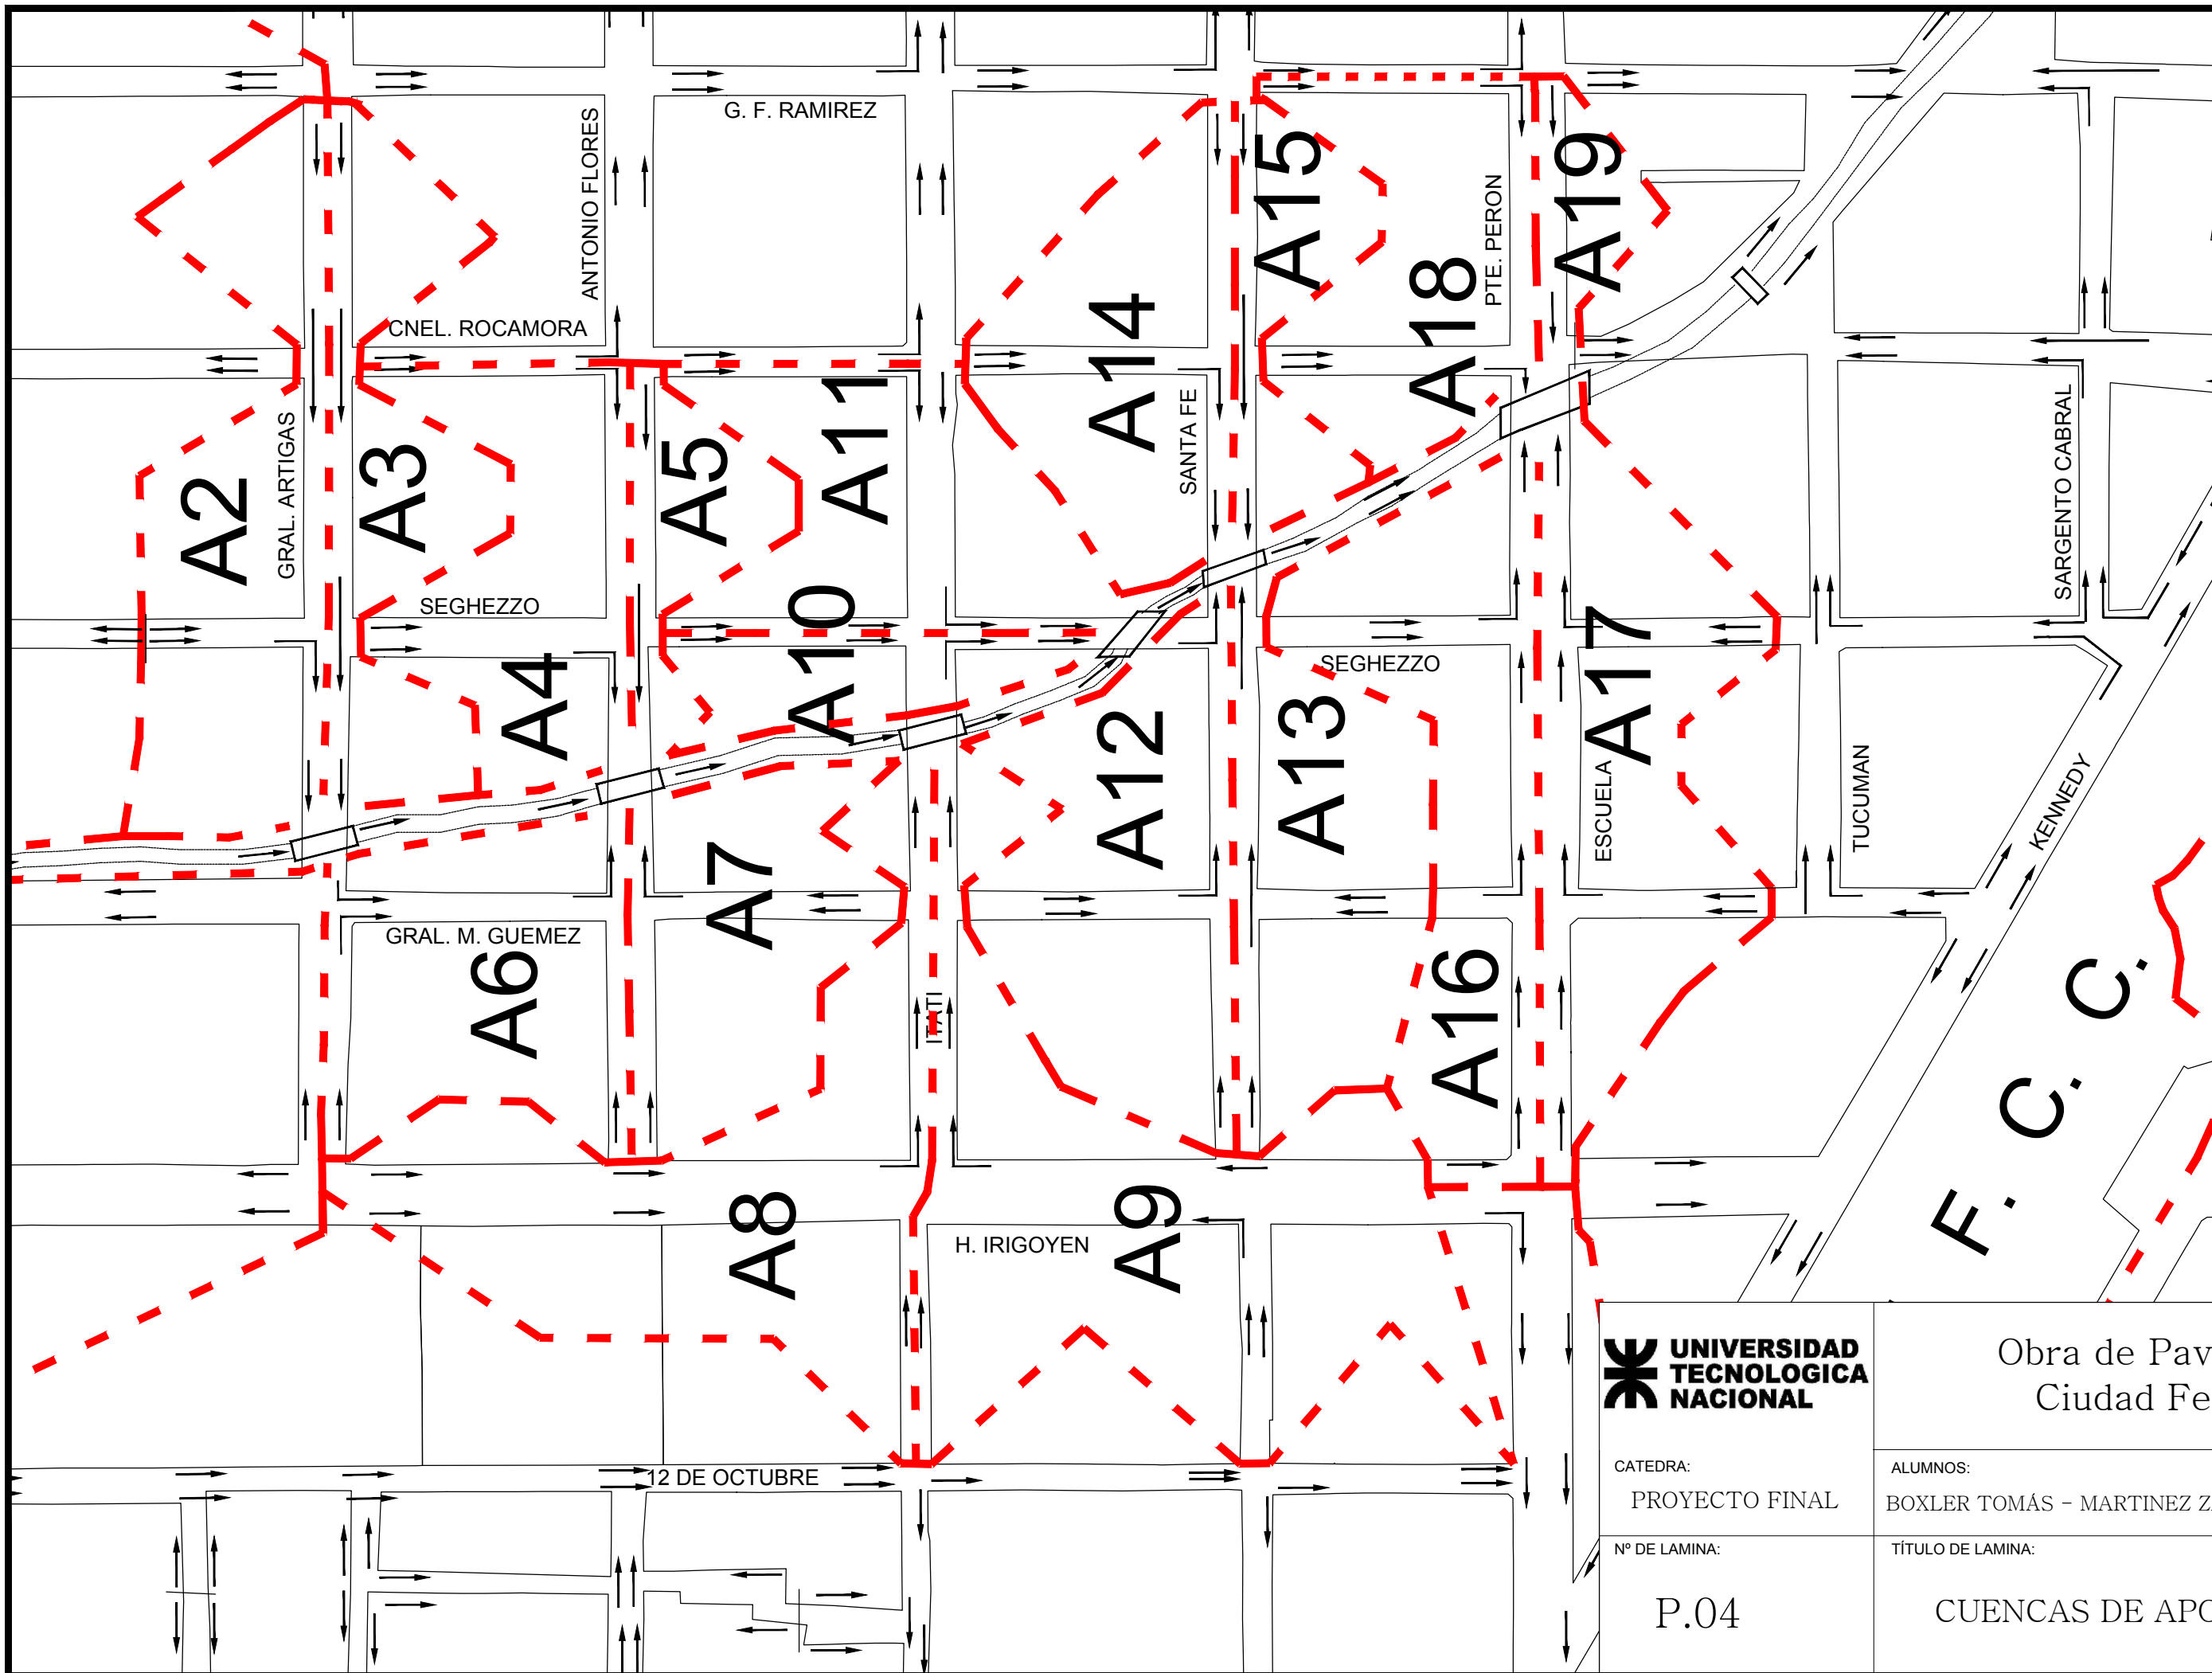 G. F. RAMIREZ
ANTONIO FLORES
CNEL. ROCAMORA
GRAL. ARTIGAS
SEGHEZZO
SANTA FE
PTE. PERON
SARGENTO CABRAL
SEGHEZZO
ESCUELA
TUCUMAN
KENNEDY
GRAL. M. GUEMEZ
ITATI
H. IRIGOYEN
12 DE OCTUBRE
F. C. C.
A2
A3
A4
A5
A6
A7
A8
A9
A10
A11
A12
A13
A14
A15
A16
A17
A18
A19
UNIVERSIDAD
TECNOLOGICA
NACIONAL
Obra de Pav
Ciudad Fe
CATEDRA:
PROYECTO FINAL
ALUMNOS:
BOXLER TOMÁS - MARTINEZ Z
Nº DE LAMINA:
P.04
TÍTULO DE LAMINA:
CUENCAS DE APO